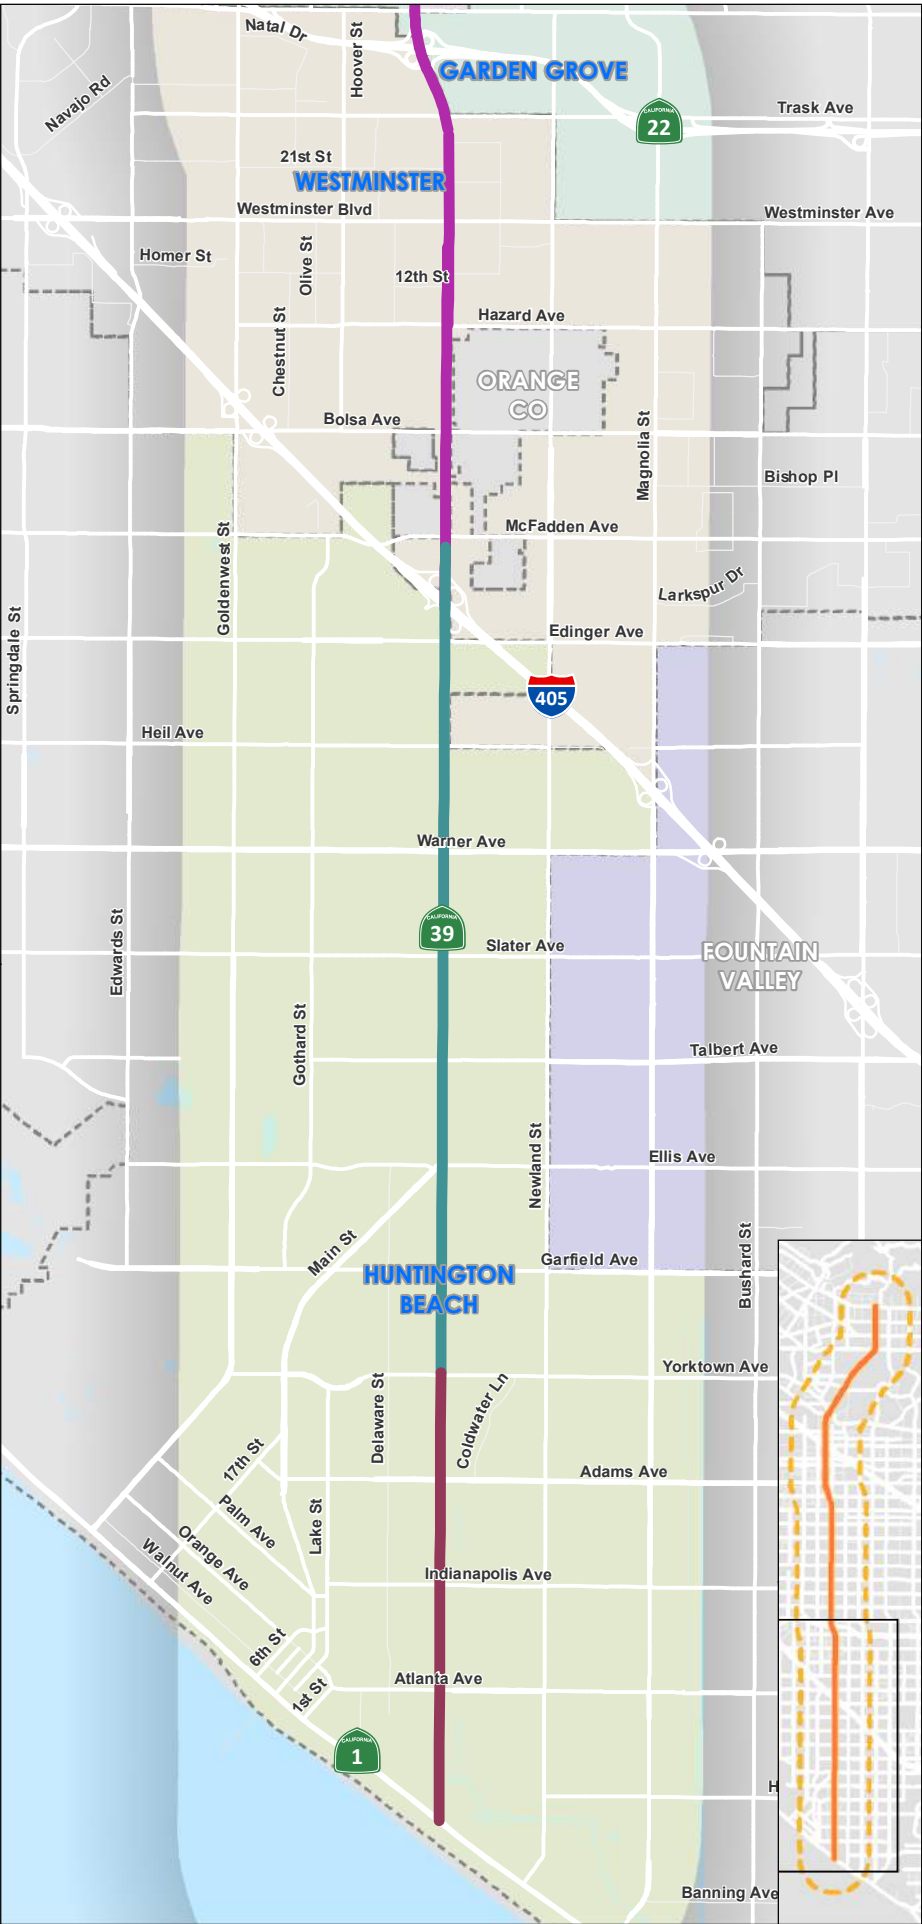 Natal Dr
Hoover St
GARDEN GROVE
Navajo Rd
Trask Ave
CALIFORNIA
22
21st St
WESTMINSTER
Westminster Blvd
Westminster Ave
Homer St
Olive St
12th St
Hazard Ave
Chestnut St
ORANGE
CO
Bolsa Ave
Magnolia St
Bishop Pl
McFadden Ave
Goldenwest St
Larkspur Dr
Springdale St
Edinger Ave
405
Heil Ave
Warner Ave
CALIFORNIA
39
Edwards St
Slater Ave
FOUNTAIN
VALLEY
Gothard St
Talbert Ave
Newland St
Ellis Ave
Main St
Garfield Ave
Bushard St
HUNTINGTON
BEACH
Yorktown Ave
Delaware St
Coldwater Ln
17th St
Adams Ave
Palm Ave
Lake St
Orange Ave
Walnut Ave
Indianapolis Ave
6th St
1st St
Atlanta Ave
CALIFORNIA
1
H
Banning Ave